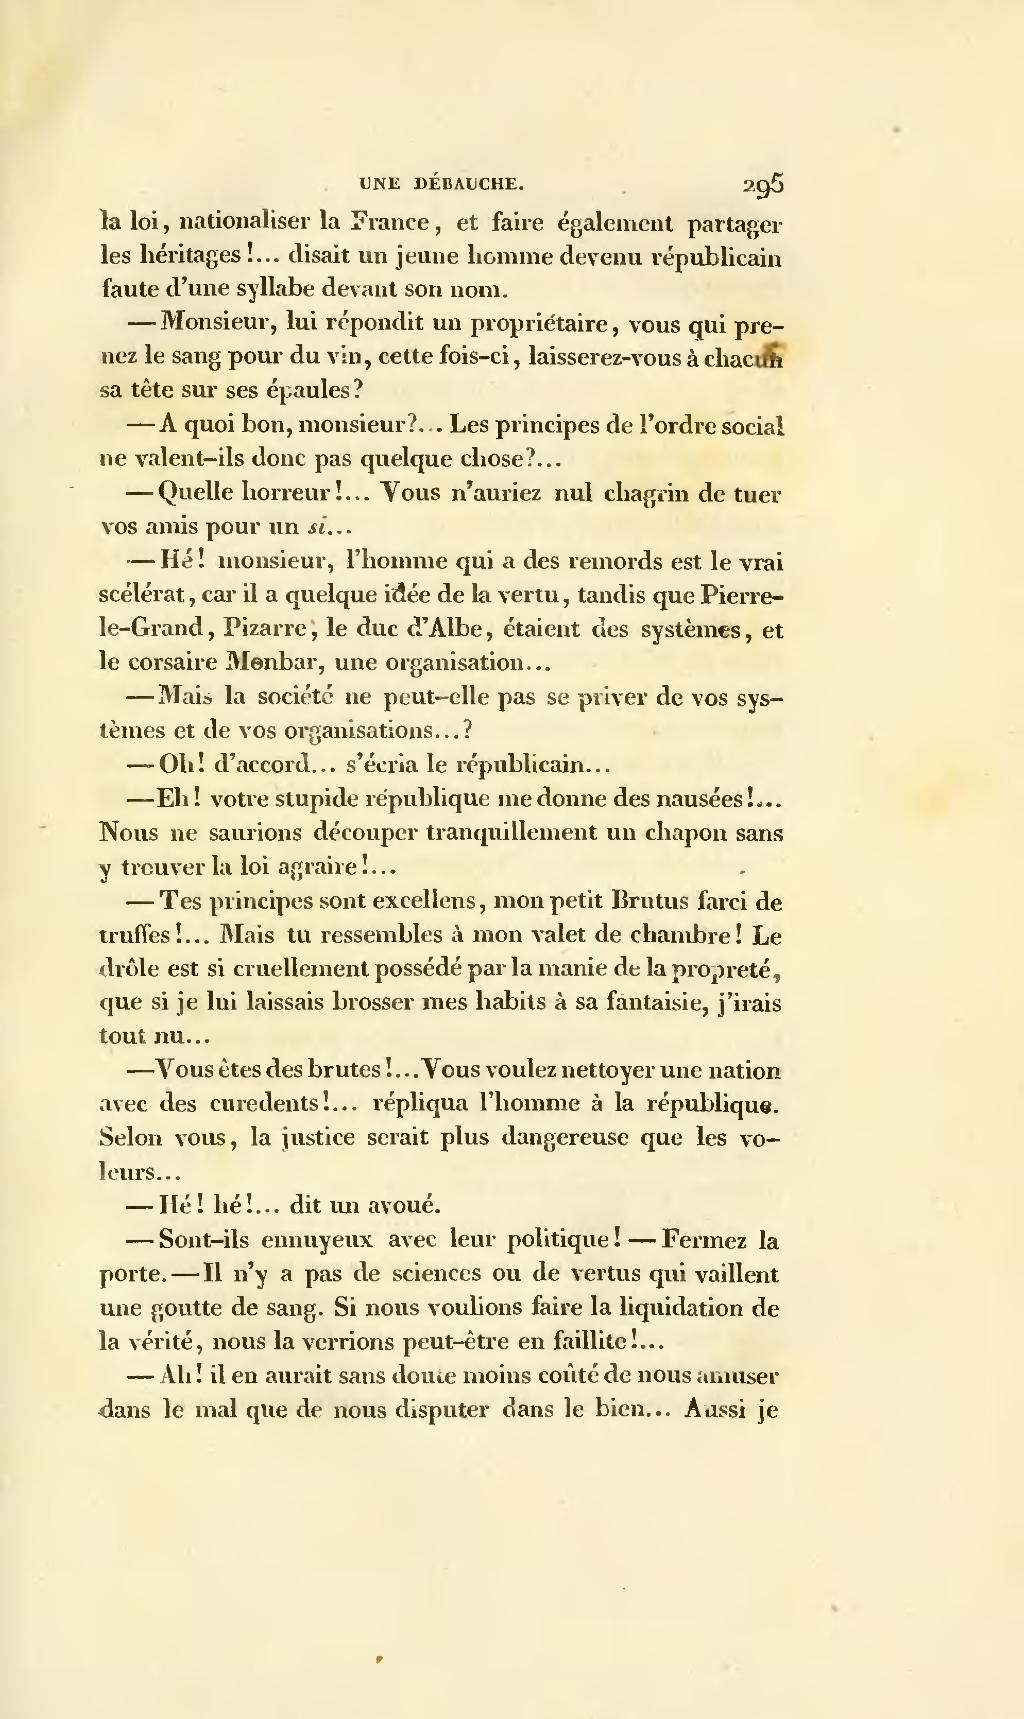 UNE DÉBAUCHE. 295
la loi, nationaliser la France, et faire également partager
les héritages!... disait un jeune homme devenu républicain
faute d'une syllabe devant son nom.
— Monsieur, lui répondit un propriétaire, vous qui pre-
nez le sang pour du vin, cette fois-ci, laisserez-vous à chacun
sa tête sur ses épaules?
— A quoi bon, monsieur?... Les principes de l'ordre social
ne valent-ils donc pas quelque chose?...
— Quelle horreur!... Vous n'auriez nul chagrin de tuer
vos amis pour un si...
— Hé! monsieur, l'homme qui a des remords est le vrai
scélérat, car il a quelque idée de la vertu, tandis que Pierre-
le-Grand, Pizarre, le duc d'Albe, étaient des systèmes, et
le corsaire Monbar, une organisation...
— Mais la société ne peut-elle pas se priver de vos sys-
tèmes et de vos organisations...?
— Oh! d'accord... s'écria le républicain...
— Eh! votre stupide république me donne des nausées!...
Nous ne saurions découper tranquillement un chapon sans
y trouver la loi agraire!...
— Tes principes sont excellens, mon petit Brutus farci de
truffes!... Mais tu ressembles à mon valet de chambre! Le
drôle est si cruellement possédé par la manie de la propreté,
que si je lui laissais brosser mes habits à sa fantaisie, j'irais
tout nu...
— Vous êtes des brutes!... Vous voulez nettoyer une nation
avec des curedents!... répliqua l'homme à la république.
Selon vous, la justice serait plus dangereuse que les vo-
leurs...
— Hé! hé!... dit un avoué.
— Sont-ils ennuyeux avec leur politique! — Fermez la
porte. — Il n'y a pas de sciences ou de vertus qui vaillent
une goutte de sang. Si nous voulions faire la liquidation de
la vérité, nous la verrions peut-être en faillite!...
— Ah! il en aurait sans doute moins coûté de nous amuser
dans le mal que de nous disputer dans le bien... Aussi je